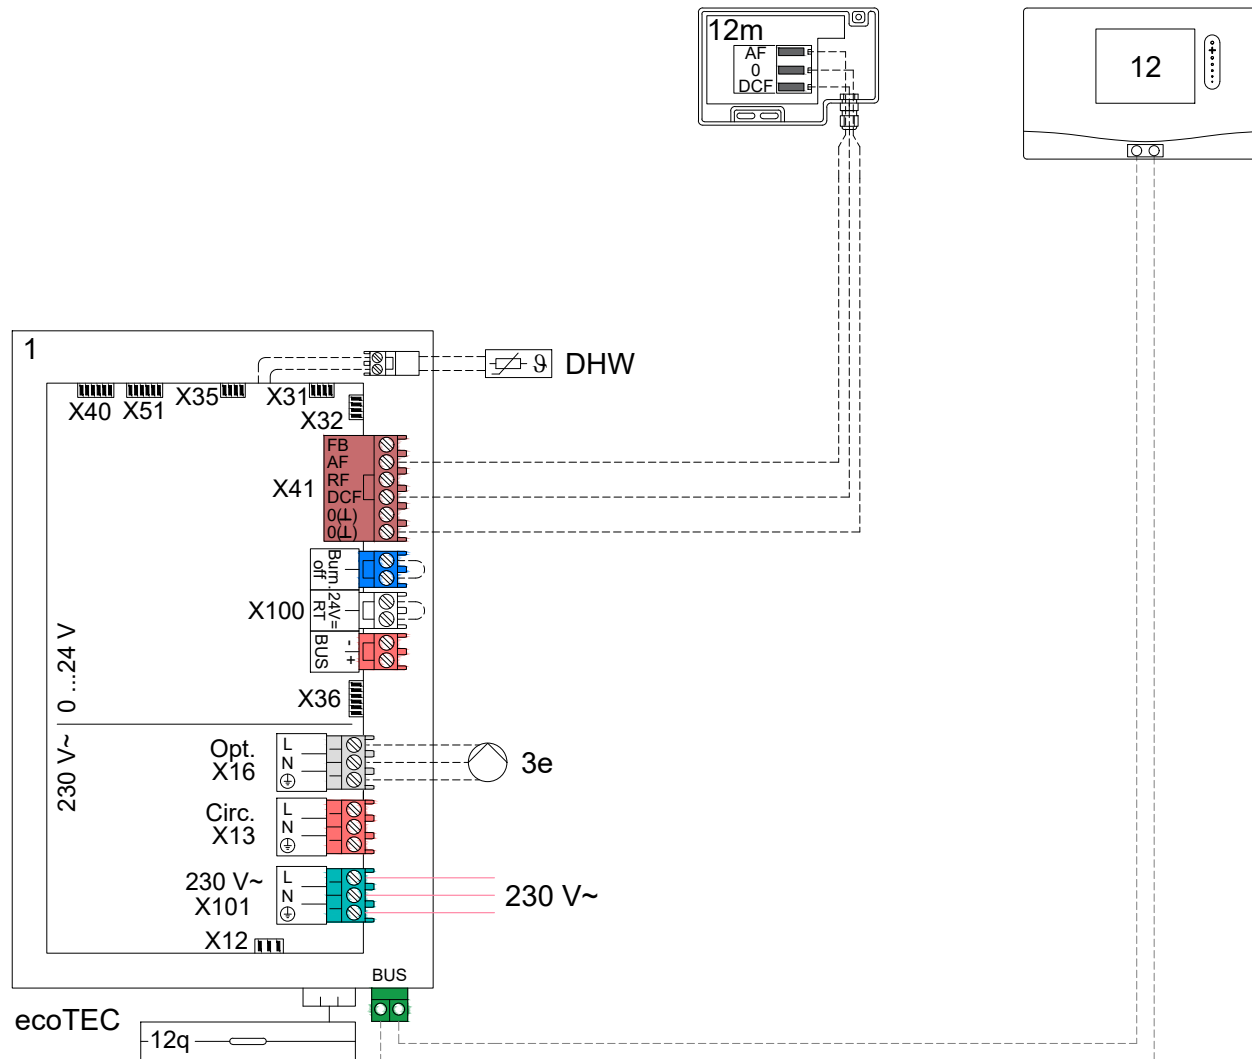 12m
AF
0
DCF
12
1
DHW
X40
X51
X35
X31
X32
FB
AF
RF
DCF
0(⊥)
0(⊥)
X41
Burn.
off
24V=
RT
X100
BUS
- +
X36
0 ...24 V
230 V~
Opt.
X16
L
N
3e
Circ.
X13
L
N
230 V~
X101
L
N
230 V~
X12
BUS
ecoTEC
12q